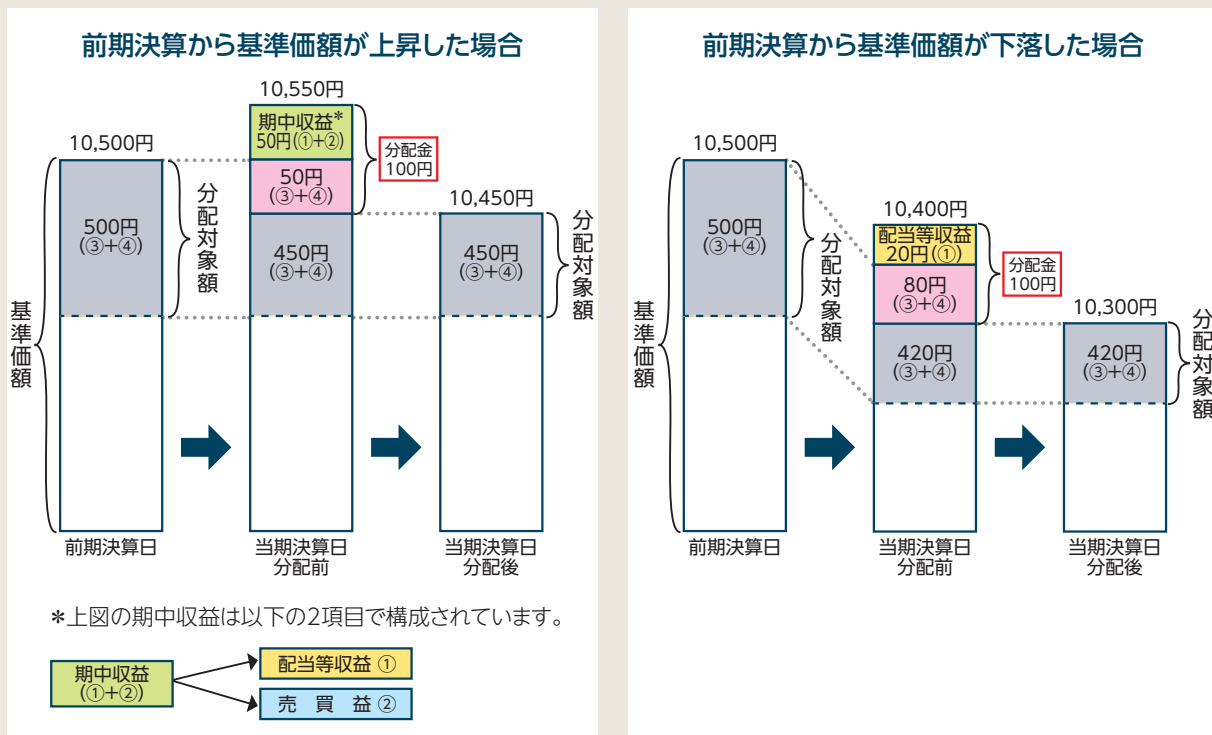 前期決算から基準価額が上昇した場合
10,550円
期中収益*
50円(①+②)
10,500円
分配金
100円
50円
(③+④)
10,450円
500円
(③+④)
分配対象額
450円
(③+④)
450円
(③+④)
分配対象額
基準価額
前期決算日
当期決算日
分配前
当期決算日
分配後
*上図の期中収益は以下の2項目で構成されています。
期中収益
(①+②)
配当等収益 ①
売 買 益 ②
前期決算から基準価額が下落した場合
10,500円
500円
(③+④)
分配対象額
10,400円
配当等収益
20円(①)
分配金
100円
80円
(③+④)
10,300円
420円
(③+④)
420円
(③+④)
分配対象額
基準価額
前期決算日
当期決算日
分配前
当期決算日
分配後